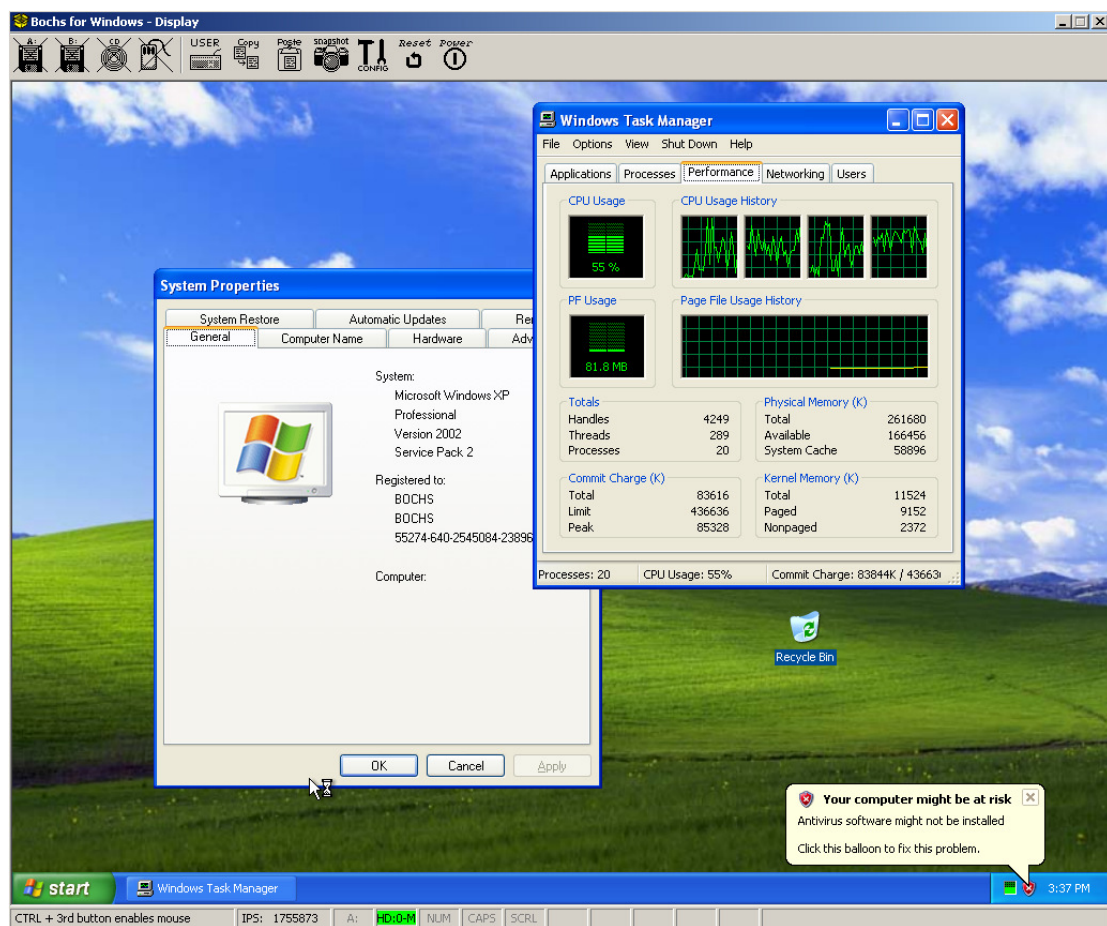 Bochs for Windows - Display
A: B: CD USER Copy Paste snapshot CONFIG Reset Power
Windows Task Manager
File Options View Shut Down Help
Applications Processes Performance Networking Users
CPU Usage CPU Usage History
55 %
PF Usage Page File Usage History
81.8 MB
Totals
Handles 4249
Threads 289
Processes 20
Physical Memory (K)
Total 261680
Available 166456
System Cache 58896
Commit Charge (K)
Total 83616
Limit 436636
Peak 85328
Kernel Memory (K)
Total 11524
Paged 9152
Nonpaged 2372
Processes: 20 CPU Usage: 55% Commit Charge: 83844K /
System Properties
System Restore Automatic Updates
General Computer Name Hardware
System:
Microsoft Windows XP
Professional
Version 2002
Service Pack 2
Registered to:
BOCHS
BOCHS
55274-640-2545084-23896
Computer:
OK Cancel Apply
Recycle Bin
Your computer might be at risk
Antivirus software might not be installed
Click this balloon to fix this problem.
start Windows Task Manager 3:37 PM
CTRL + 3rd button enables mouse IPS: 1755873 A: HD:0-M NUM CAPS SCRL